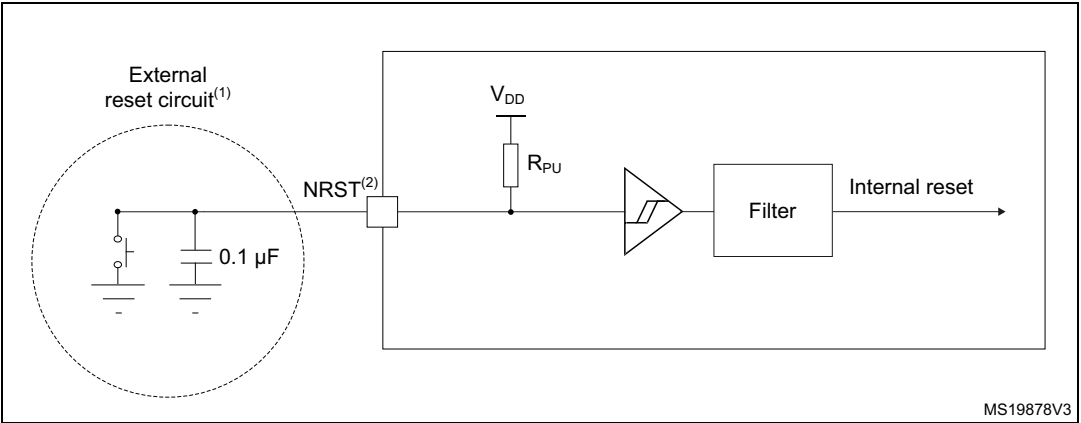 External
reset circuit(1)
VDD
RPU
NRST(2)
Internal reset
Filter
0.1 µF
MS19878V3